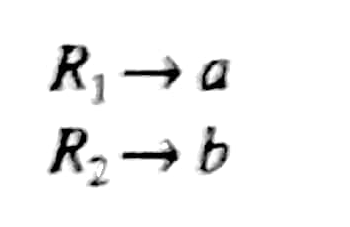 R₁ → a
R₂ → b